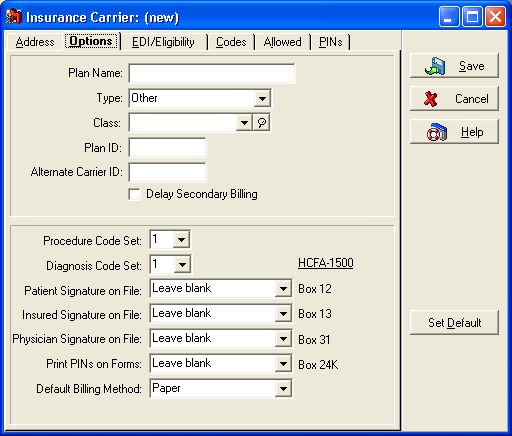 Insurance Carrier: (new)
Address Options EDI/Eligibility Codes Allowed PINs
Plan Name:
Type: Other
Class:
Plan ID:
Alternate Carrier ID:
Delay Secondary Billing
Procedure Code Set: 1
Diagnosis Code Set: 1 HCFA-1500
Patient Signature on File: Leave blank Box 12
Insured Signature on File: Leave blank Box 13
Physician Signature on File: Leave blank Box 31
Print PINs on Forms: Leave blank Box 24K
Default Billing Method: Paper
Save
Cancel
Help
Set Default